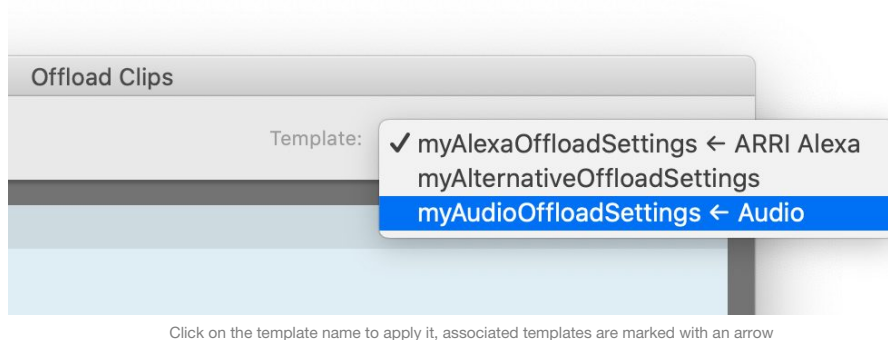 Offload Clips
Template:
✓ myAlexaOffloadSettings ← ARRI Alexa
myAlternativeOffloadSettings
myAudioOffloadSettings ← Audio
Click on the template name to apply it, associated templates are marked with an arrow